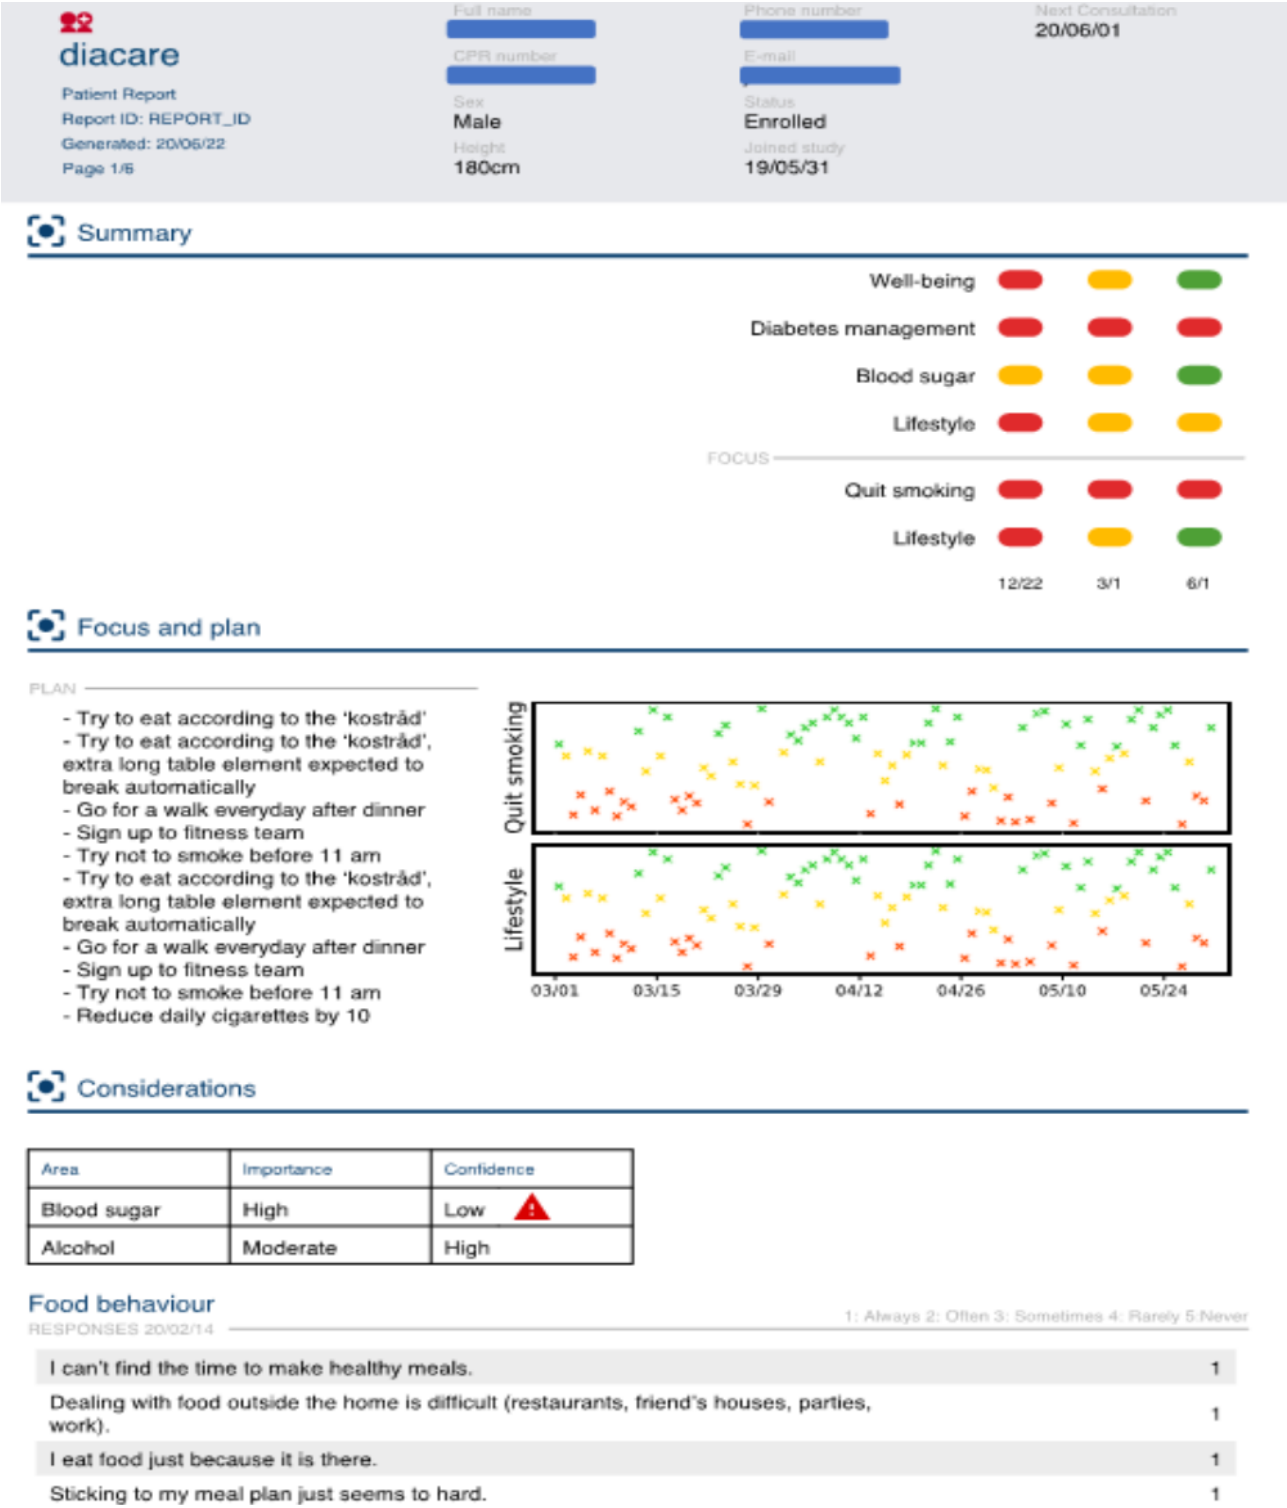 diacare
Patient Report
Report ID: REPORT_ID
Generated: 20/06/22
Page 1/6
Full name
CPR number
Sex
Male
Height
180cm
Phone number
E-mail
Status
Enrolled
Joined study
19/05/31
Next Consultation
20/06/01
Summary
Well-being
Diabetes management
Blood sugar
Lifestyle
FOCUS
Quit smoking
Lifestyle
12/22 3/1 6/1
Focus and plan
PLAN
- Try to eat according to the 'kostråd'
- Try to eat according to the 'kostråd',
extra long table element expected to
break automatically
- Go for a walk everyday after dinner
- Sign up to fitness team
- Try not to smoke before 11 am
- Try to eat according to the 'kostråd',
extra long table element expected to
break automatically
- Go for a walk everyday after dinner
- Sign up to fitness team
- Try not to smoke before 11 am
- Reduce daily cigarettes by 10
Quit smoking
Lifestyle
03/01 03/15 03/29 04/12 04/26 05/10 05/24
Considerations
Area Importance Confidence
Blood sugar High Low
Alcohol Moderate High
Food behaviour
RESPONSES 20/02/14
1: Always 2: Often 3: Sometimes 4: Rarely 5:Never
I can't find the time to make healthy meals. 1
Dealing with food outside the home is difficult (restaurants, friend's houses, parties,
work). 1
I eat food just because it is there. 1
Sticking to my meal plan just seems to hard. 1